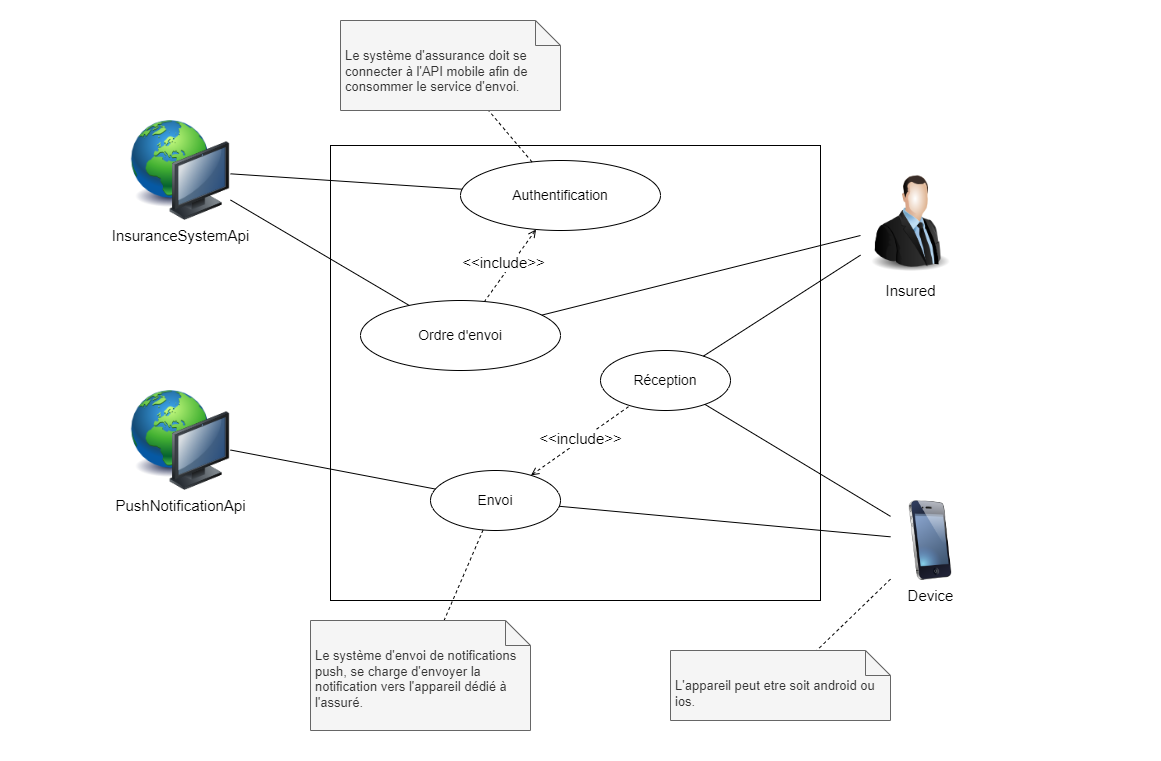 Le système d'assurance doit se
connecter à l'API mobile afin de
consommer le service d'envoi.
Authentification
InsuranceSystemApi
<<include>>
Insured
Ordre d'envoi
Réception
<<include>>
Envoi
PushNotificationApi
Device
Le système d'envoi de notifications
push, se charge d'envoyer la
notification vers l'appareil dédié à
l'assuré.
L'appareil peut etre soit android ou
ios.